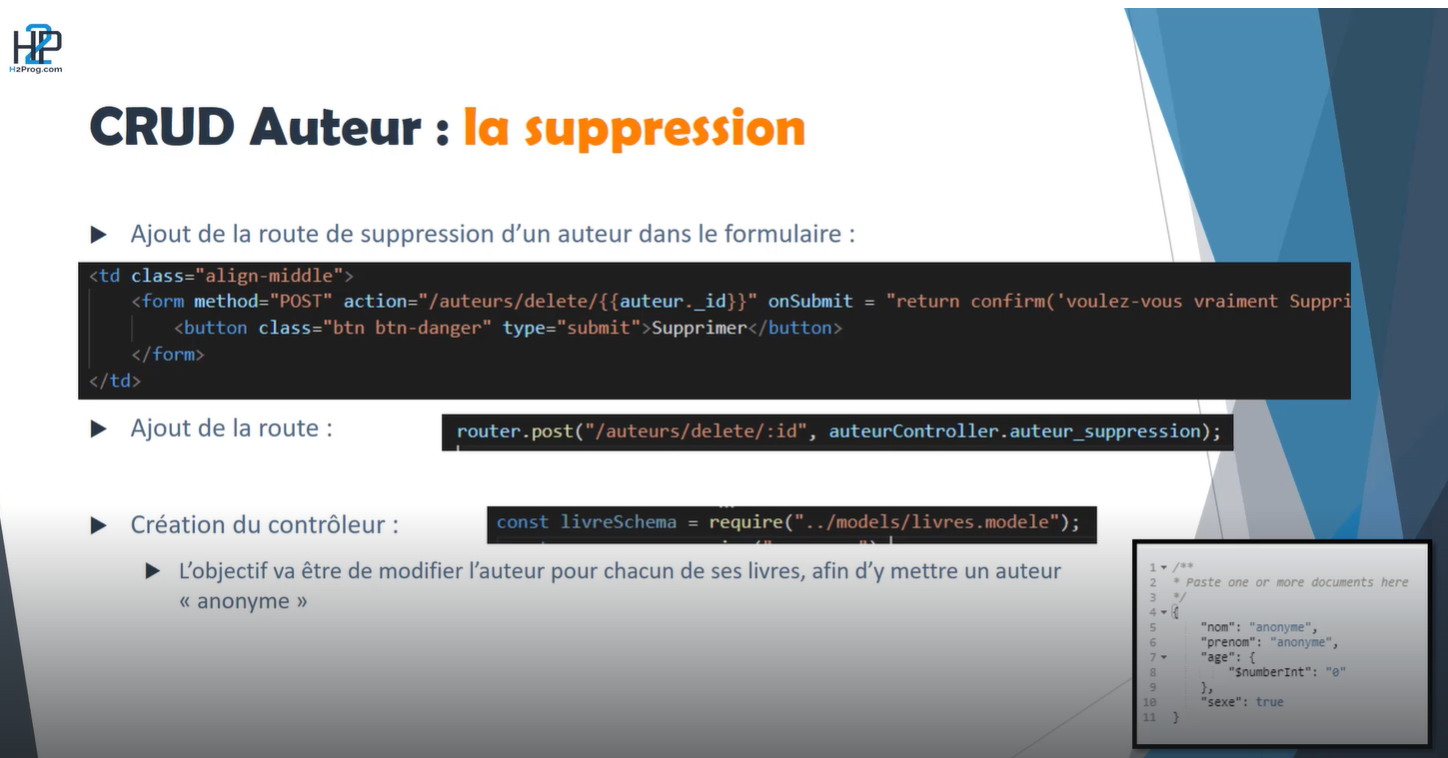 H2P
H2Prog.com
CRUD Auteur : la suppression
Ajout de la route de suppression d’un auteur dans le formulaire :
<td class="align-middle">
<form method="POST" action="/auteurs/delete/{{auteur._id}}" onSubmit = "return confirm('voulez-vous vraiment Suppri
<button class="btn btn-danger" type="submit">Supprimer</button>
</form>
</td>
Ajout de la route :
router.post("/auteurs/delete/:id", auteurController.auteur_suppression);
Création du contrôleur :
const livreSchema = require("../models/livres.modele");
L’objectif va être de modifier l’auteur pour chacun de ses livres, afin d’y mettre un auteur
« anonyme »
1 /**
2 * Paste one or more documents here
3 */
4 {
5 "nom": "anonyme",
6 "prenom": "anonyme",
7 "age": {
8 "$numberInt": "0"
9 },
10 "sexe": true
11 }